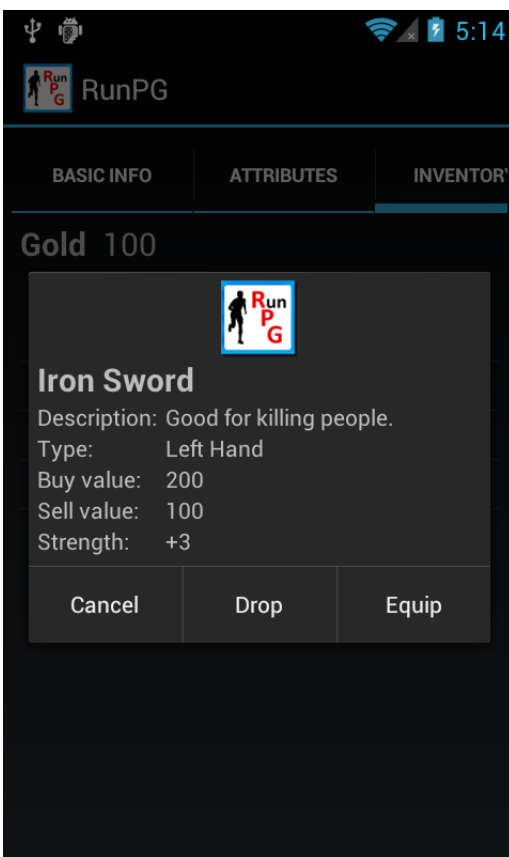 5:14
Run
P
G
RunPG
BASIC INFO ATTRIBUTES INVENTORY
Gold 100
Run
P
G
Iron Sword
Description: Good for killing people.
Type: Left Hand
Buy value: 200
Sell value: 100
Strength: +3
Cancel Drop Equip